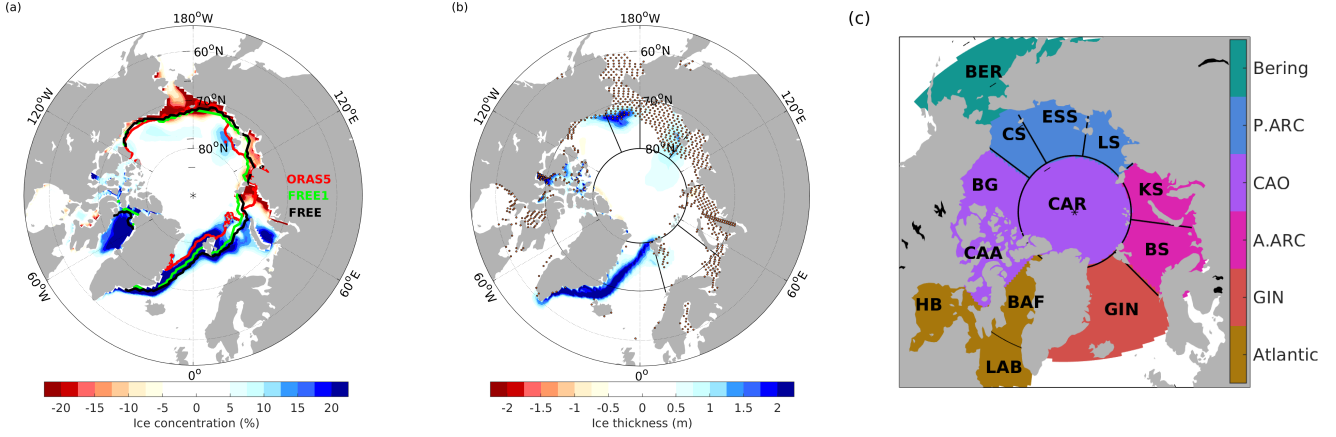 (a)
180°W
60°N
70°N
80°N
120°W
120°E
60°W
60°E
0°
ORAS5
FREE1
FREE
-20 -15 -10 -5 0 5 10 15 20
Ice concentration (%)
(b)
180°W
60°N
70°N
80°N
120°W
120°E
60°W
60°E
0°
-2 -1.5 -1 -0.5 0 0.5 1 1.5 2
Ice thickness (m)
(c)
BER
CS
ESS
LS
BG
CAR
KS
CAA
BS
HB
BAF
GIN
LAB
Bering
P.ARC
CAO
A.ARC
GIN
Atlantic